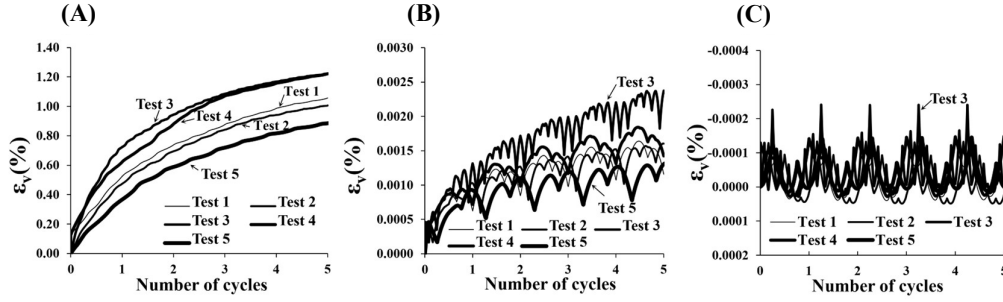 (A)
1.40
1.20
1.00
0.80
0.60
0.40
0.20
0.00
εv(%)
Test 3
Test 4
Test 1
Test 2
Test 5
Test 1 Test 2
Test 3 Test 4
Test 5
0 1 2 3 4 5
Number of cycles
(B)
0.0030
0.0025
0.0020
0.0015
0.0010
0.0005
0.0000
εv(%)
Test 3
Test 5
Test 1 Test 2 Test 3
Test 4 Test 5
0 1 2 3 4 5
Number of cycles
(C)
-0.0004
-0.0003
-0.0002
-0.0001
0.0000
0.0001
0.0002
εv(%)
Test 3
Test 1 Test 2 Test 3
Test 4 Test 5
0 1 2 3 4 5
Number of cycles